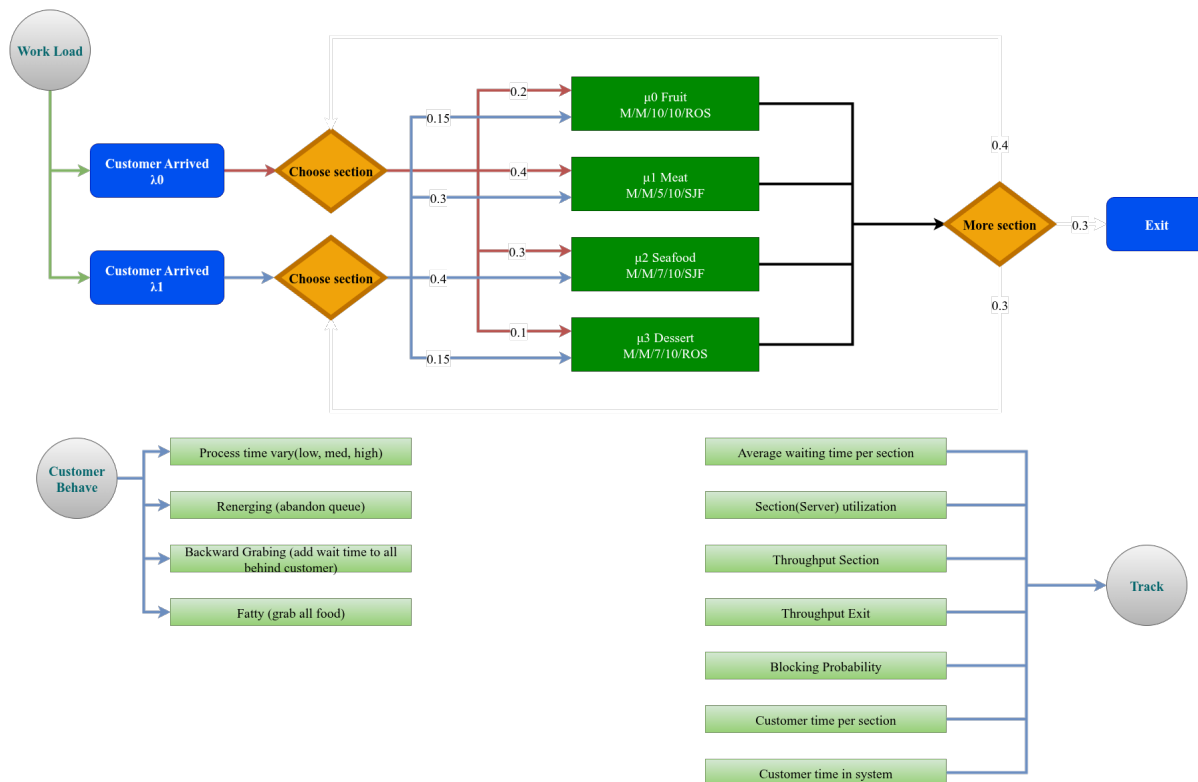 Work Load
Customer Arrived
λ0
Choose section
Customer Arrived
λ1
Choose section
0.2
0.15
0.4
0.3
0.3
0.4
0.1
0.15
μ0 Fruit
M/M/10/10/ROS
μ1 Meat
M/M/5/10/SJF
μ2 Seafood
M/M/7/10/SJF
μ3 Dessert
M/M/7/10/ROS
0.4
More section
0.3
Exit
0.3
Customer
Behave
Process time vary(low, med, high)
Renerging (abandon queue)
Backward Grabing (add wait time to all
behind customer)
Fatty (grab all food)
Average waiting time per section
Section(Server) utilization
Throughput Section
Throughput Exit
Blocking Probability
Customer time per section
Customer time in system
Track